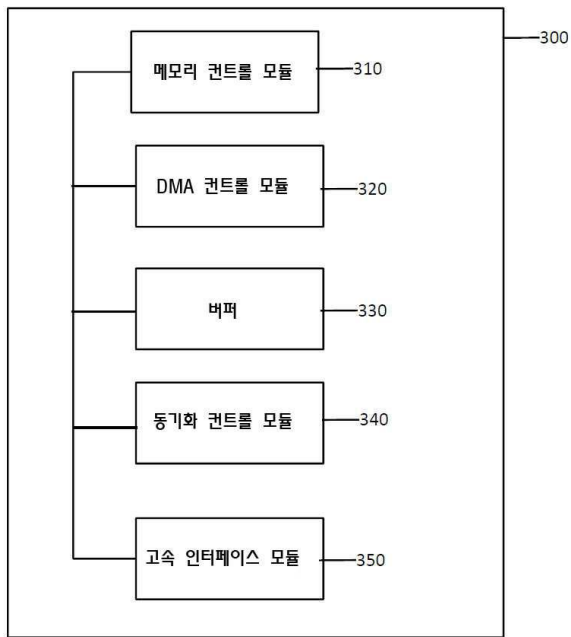 300
메모리 컨트롤 모듈 310
DMA 컨트롤 모듈 320
버퍼 330
동기화 컨트롤 모듈 340
고속 인터페이스 모듈 350